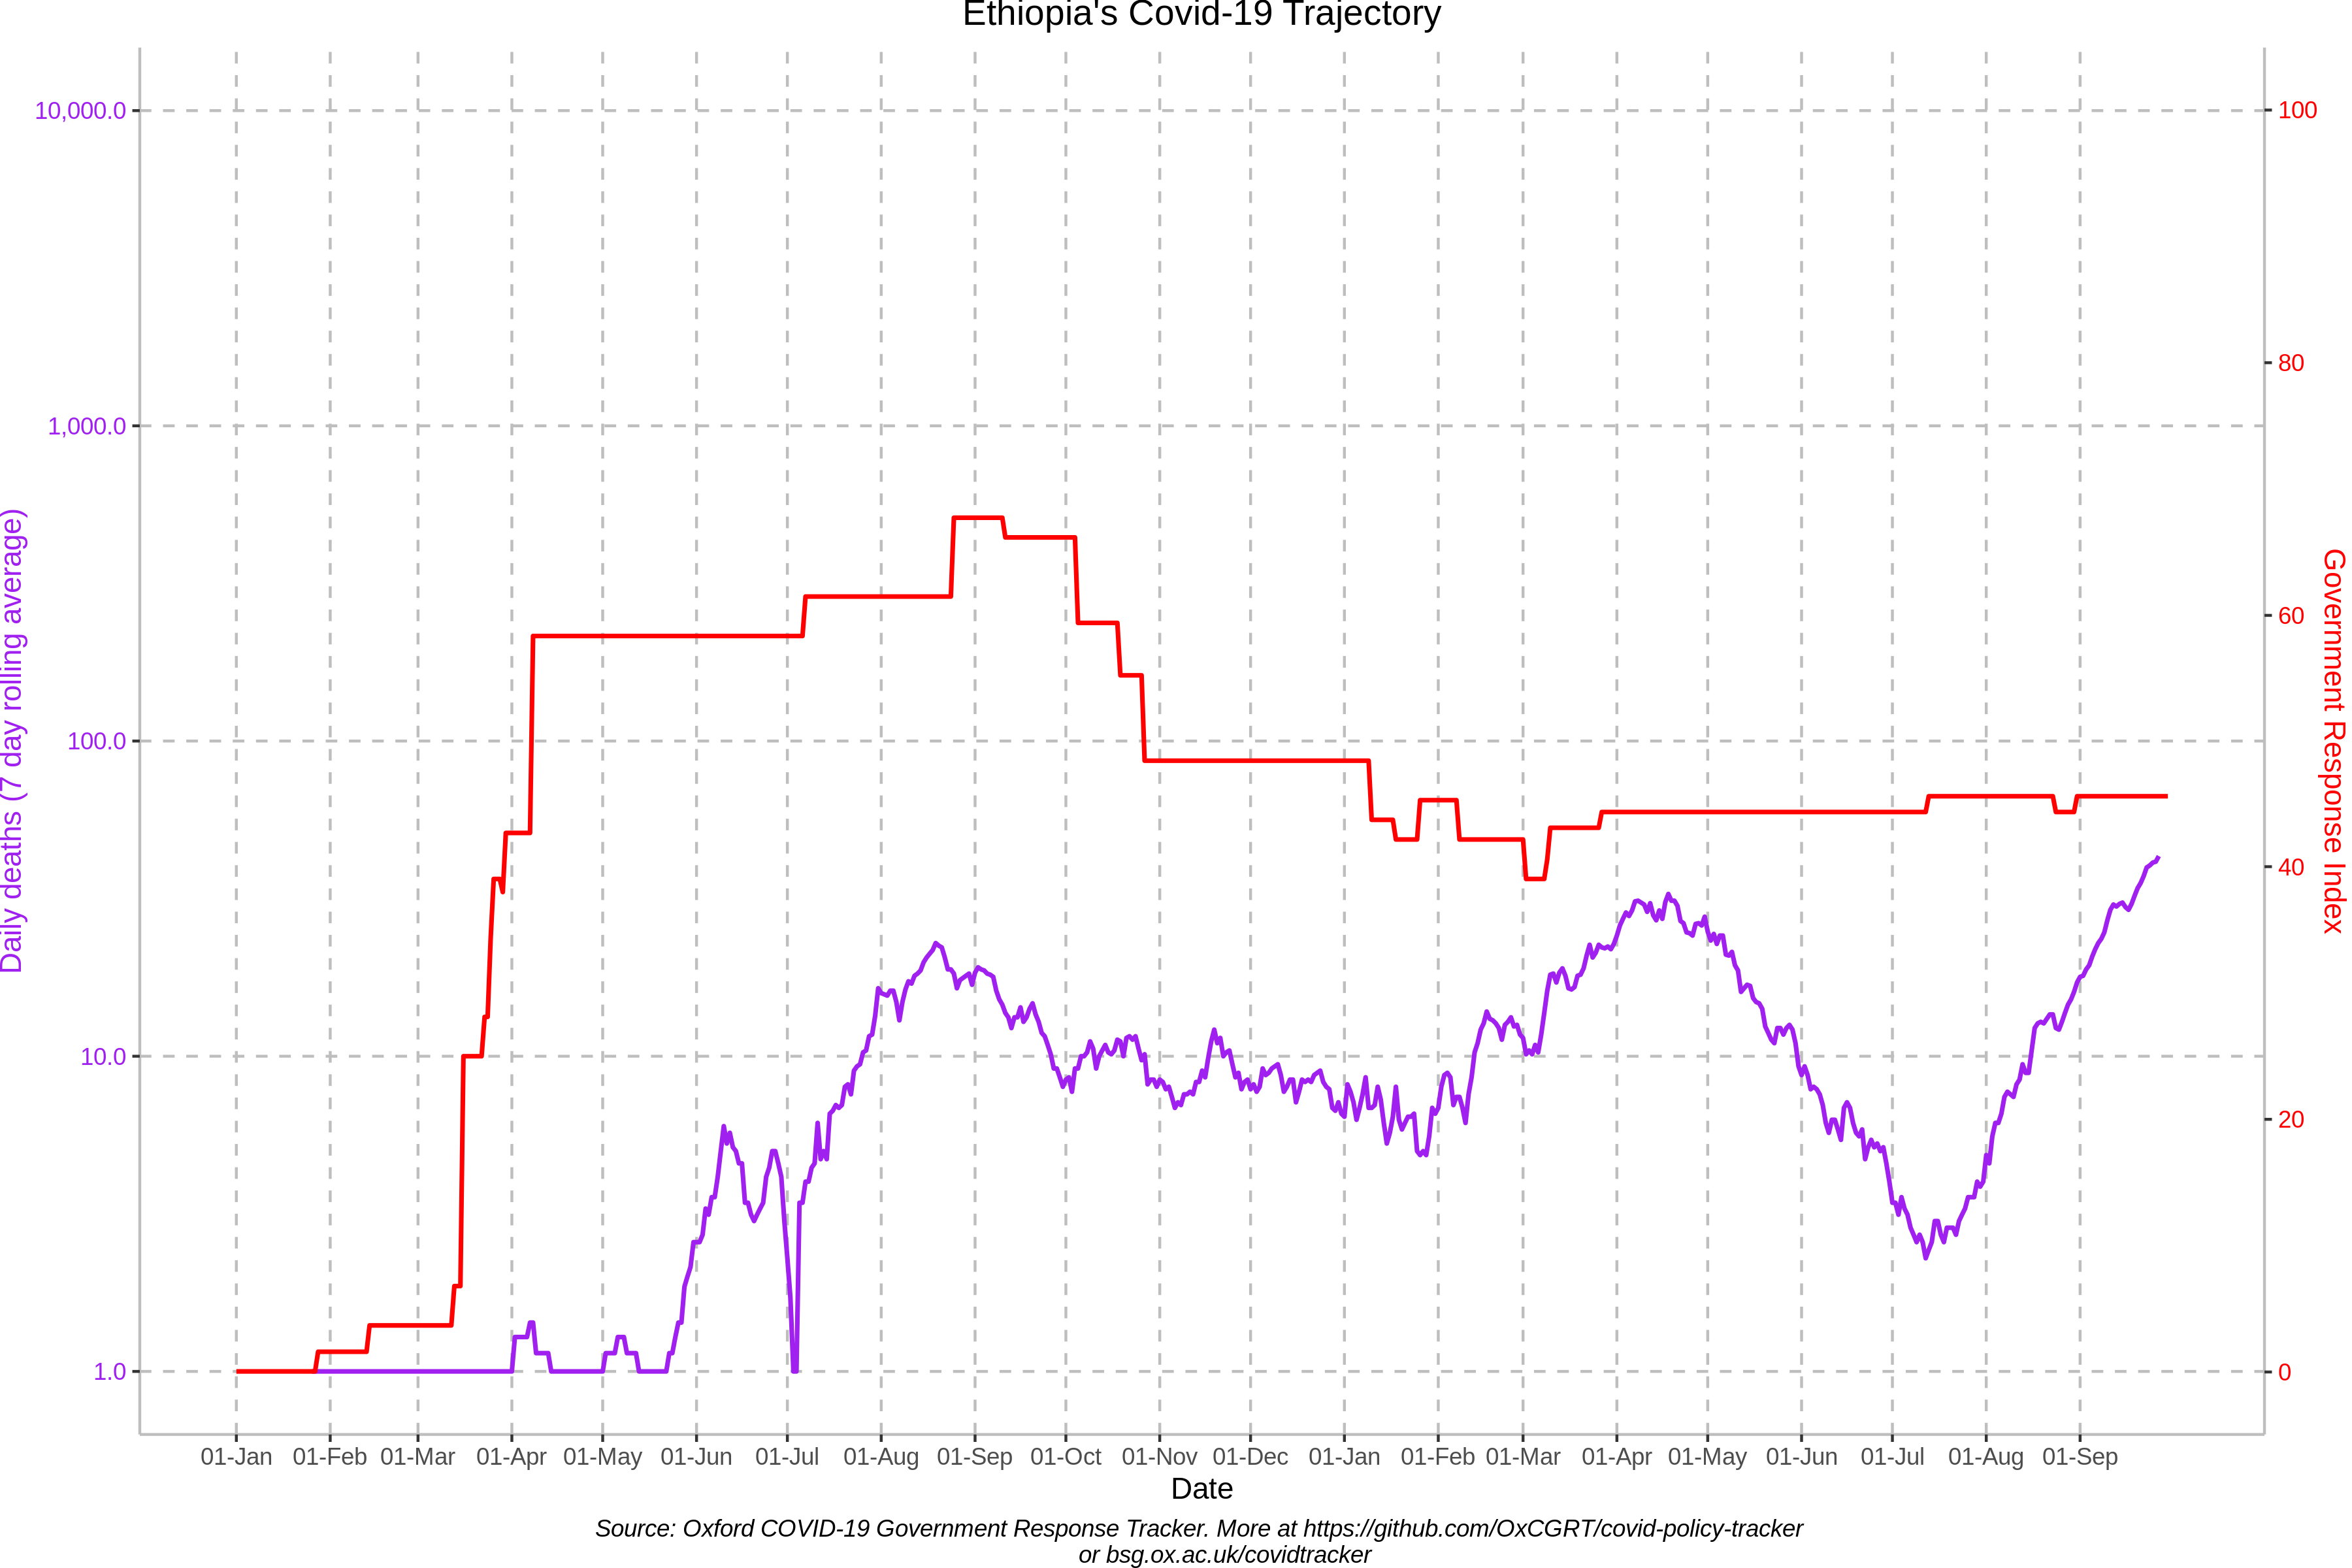 Ethiopia's Covid-19 Trajectory
10,000.0
1,000.0
100.0
10.0
1.0
Daily deaths (7 day rolling average)
100
80
60
40
20
0
Government Response Index
01-Jan 01-Feb 01-Mar 01-Apr 01-May 01-Jun 01-Jul 01-Aug 01-Sep 01-Oct 01-Nov 01-Dec 01-Jan 01-Feb 01-Mar 01-Apr 01-May 01-Jun 01-Jul 01-Aug 01-Sep
Date
Source: Oxford COVID-19 Government Response Tracker. More at https://github.com/OxCGRT/covid-policy-tracker
or bsg.ox.ac.uk/covidtracker